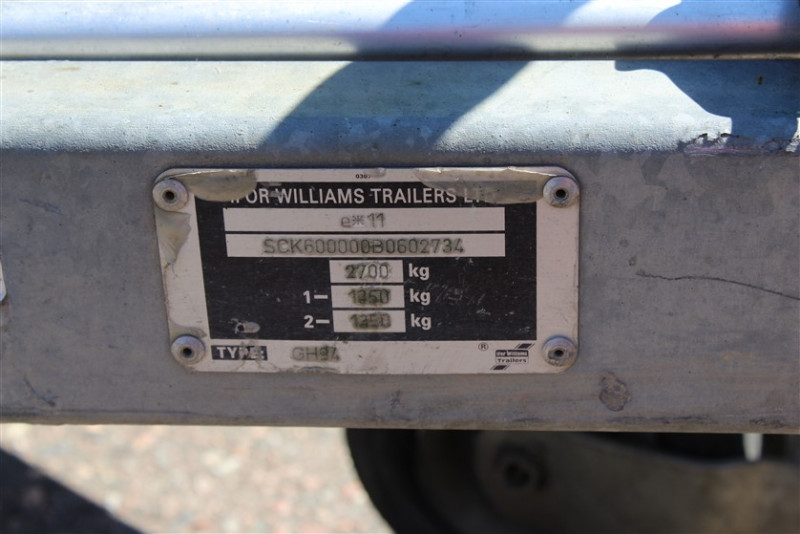 IFOR WILLIAMS TRAILERS LTD
e*11
SCK600000B0602734
2700 kg
1- 1350 kg
2- 1350 kg
TYPE: GH94
®
Ifor Williams
Trailers